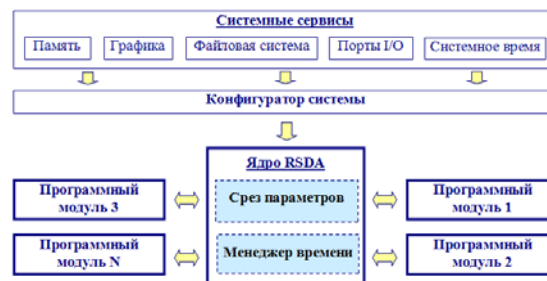 Системные сервисы
Память Графика Файловая система Порты I/O Системное время
Конфигуратор системы
Ядро RSDA
Программный модуль 3
Срез параметров
Программный модуль 1
Программный модуль N
Менеджер времени
Программный модуль 2